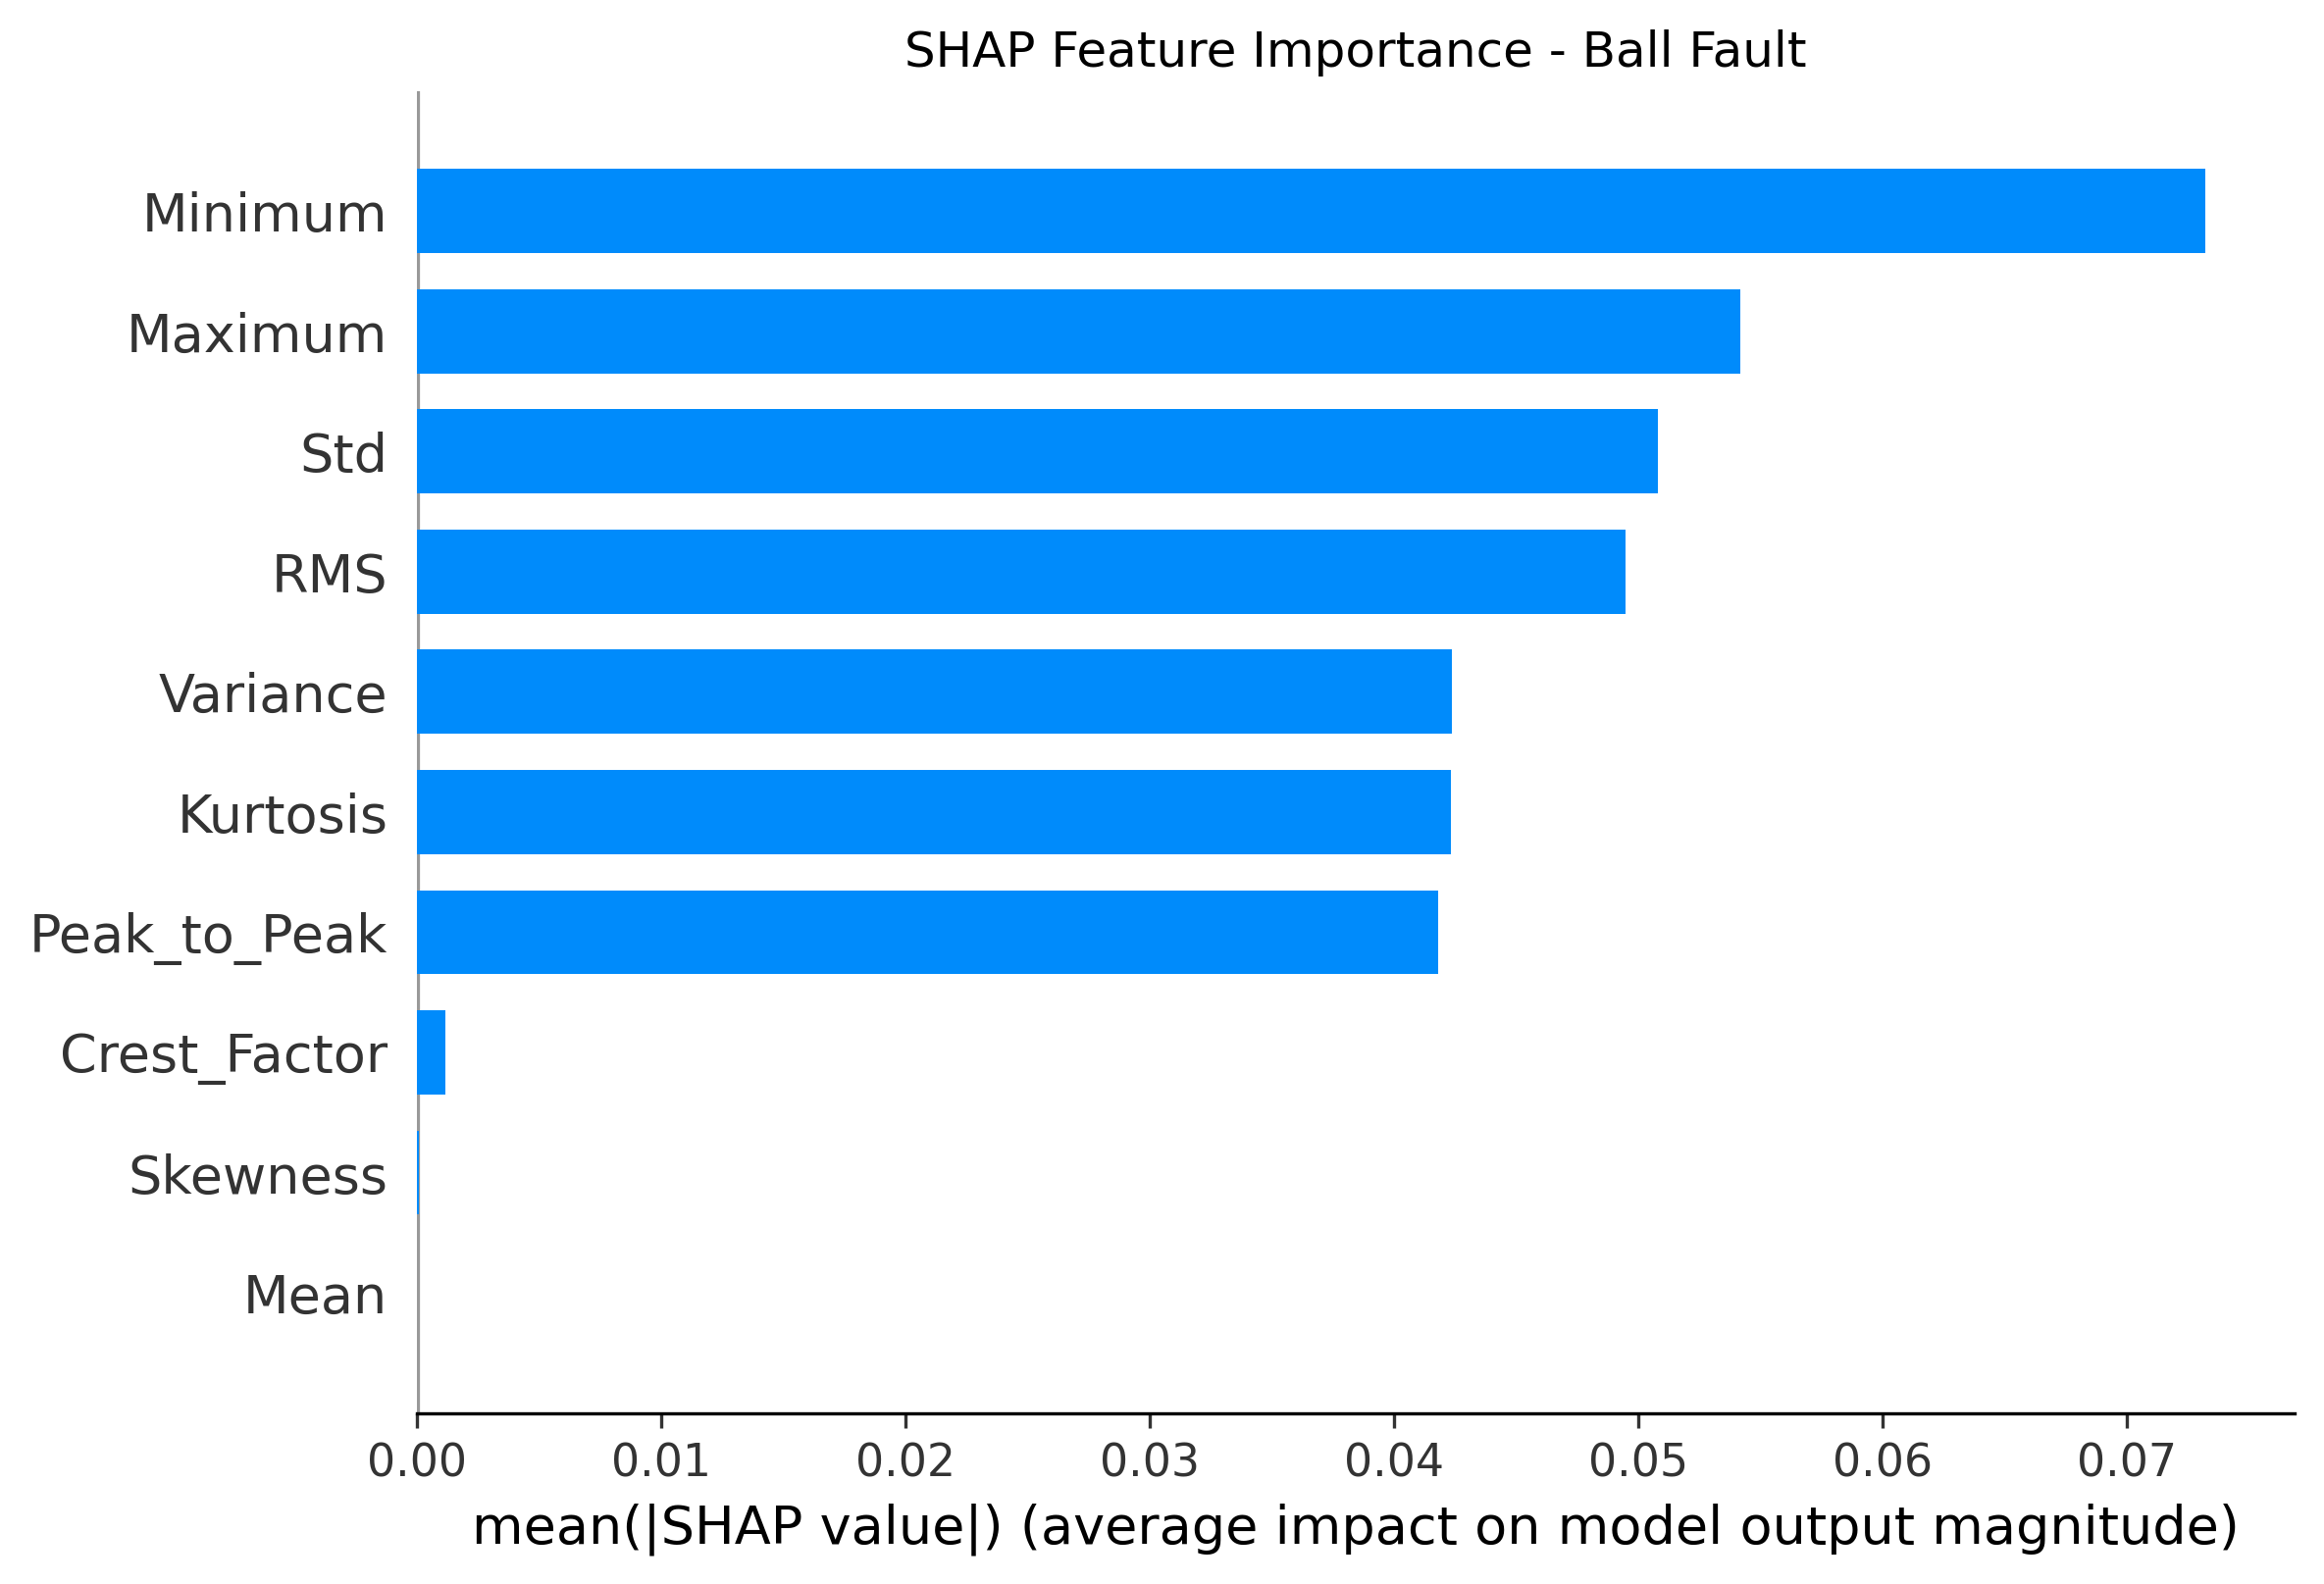 SHAP Feature Importance - Ball Fault
Minimum
Maximum
Std
RMS
Variance
Kurtosis
Peak_to_Peak
Crest_Factor
Skewness
Mean
0.00 0.01 0.02 0.03 0.04 0.05 0.06 0.07
mean(|SHAP value|) (average impact on model output magnitude)